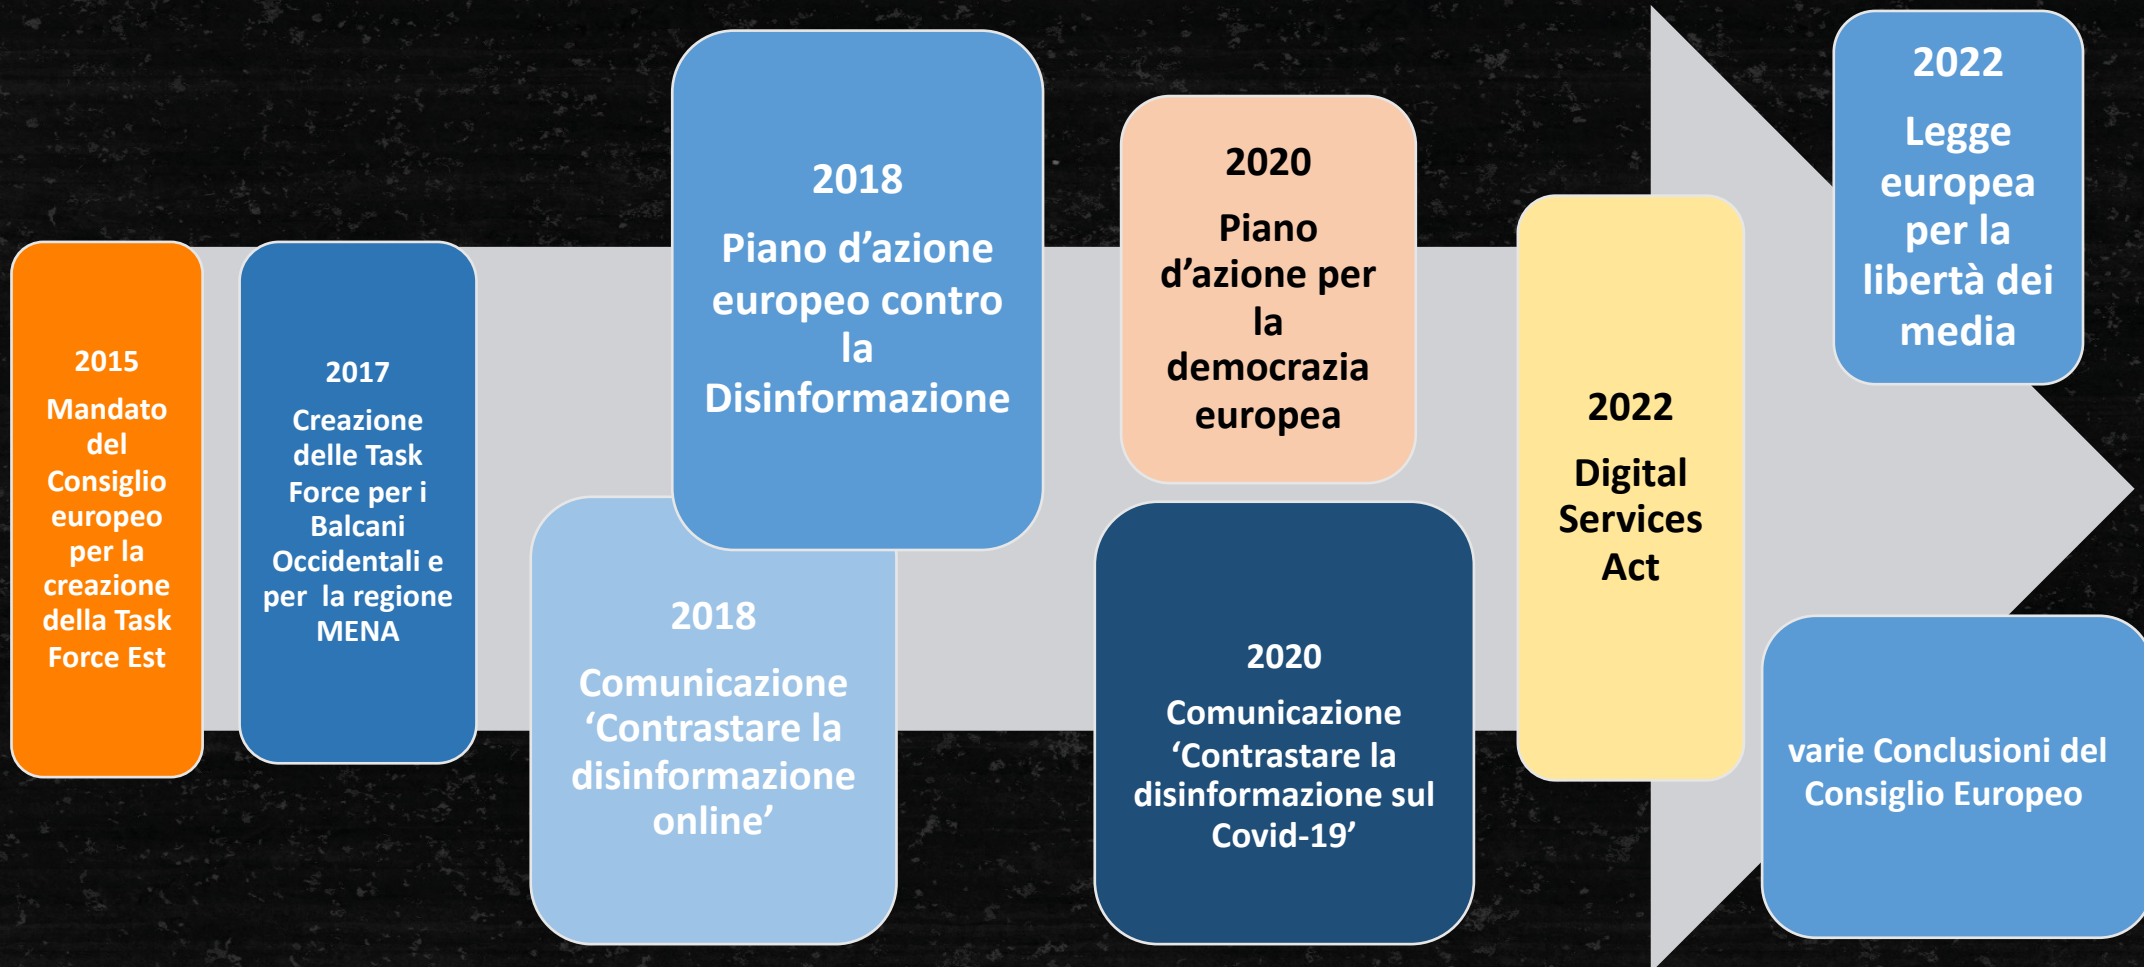 2015
Mandato
del
Consiglio
europeo
per la
creazione
della Task
Force Est
2017
Creazione
delle Task
Force per i
Balcani
Occidentali e
per  la regione
MENA
2018
Comunicazione
‘Contrastare la
disinformazione
online’
2018
Piano d’azione
europeo contro
la
Disinformazione
2020
Piano
d’azione per
la
democrazia
europea
2020
Comunicazione
‘Contrastare la
disinformazione sul
Covid-19’
2022
Digital
Services
Act
2022
Legge
europea
per la
libertà dei
media
varie Conclusioni del
Consiglio Europeo